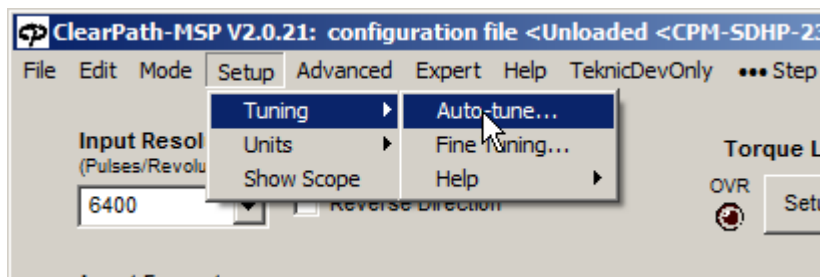 ClearPath-MSP V2.0.21: configuration file <Unloaded <CPM-SDHP-23
File Edit Mode Setup Advanced Expert Help TeknicDevOnly ••• Step
Tuning Auto-tune...
Input Resol Units Fine Tuning... Torque L
(Pulses/Revolu Show Scope Help OVR
6400 Reverse Direction Setu